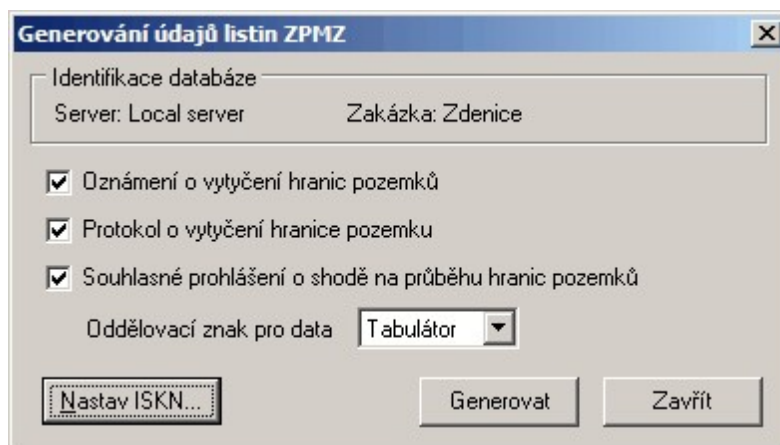 Generování údajů listin ZPMZ
Identifikace databáze
Server: Local server Zakázka: Zdenice
Oznámení o vytyčení hranic pozemků
Protokol o vytyčení hranice pozemku
Souhlasné prohlášení o shodě na průběhu hranic pozemků
Oddělovací znak pro data Tabulátor
Nastav ISKN... Generovat Zavřít